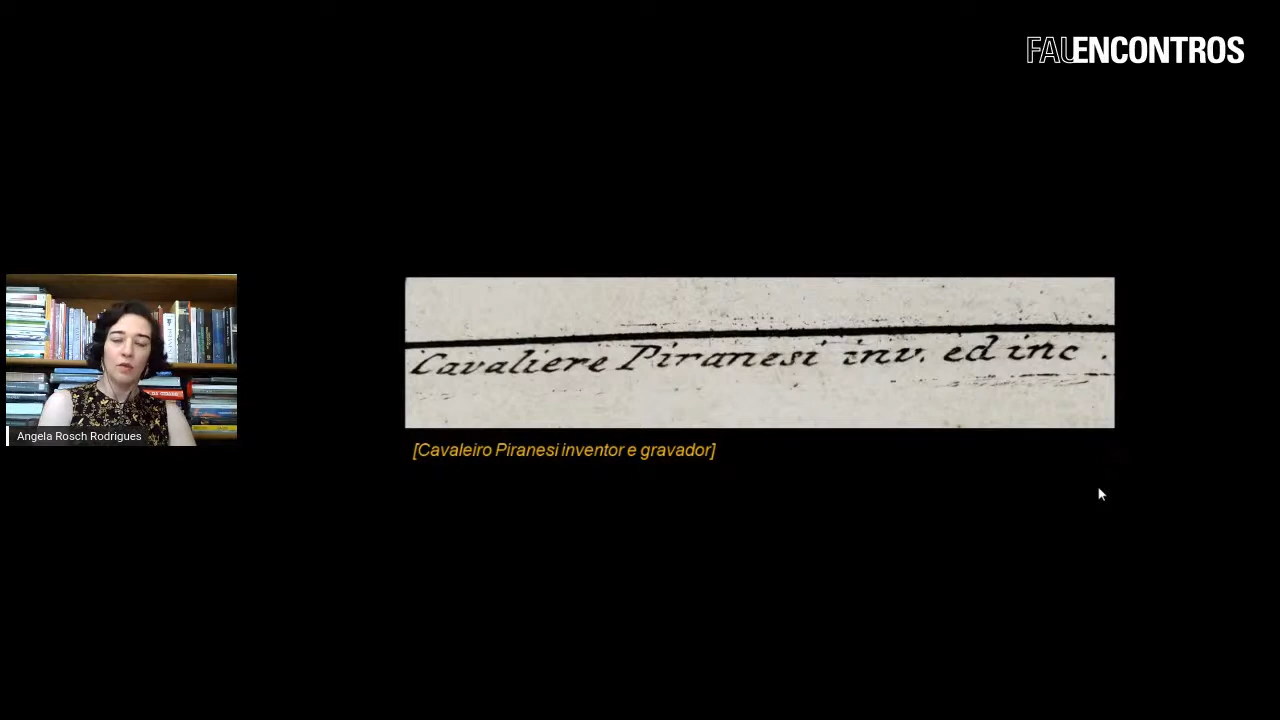 FAUENCONTROS
Cavaliere Piranesi inv. ed inc.
[Cavaleiro Piranesi inventor e gravador]
Angela Rosch Rodrigues